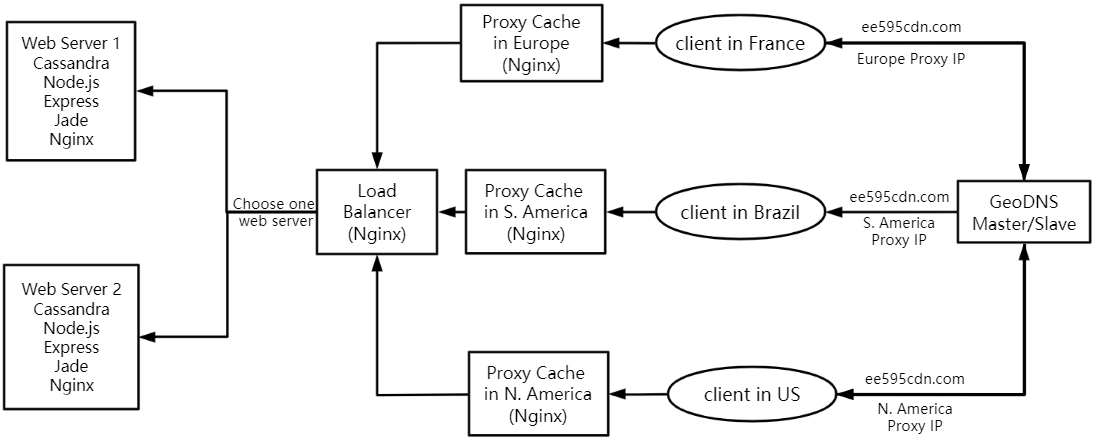 Web Server 1
Cassandra
Node.js
Express
Jade
Nginx
Web Server 2
Cassandra
Node.js
Express
Jade
Nginx
Choose one
web server
Load
Balancer
(Nginx)
Proxy Cache
in Europe
(Nginx)
client in France
ee595cdn.com
Europe Proxy IP
Proxy Cache
in S. America
(Nginx)
client in Brazil
ee595cdn.com
S. America
Proxy IP
GeoDNS
Master/Slave
Proxy Cache
in N. America
(Nginx)
client in US
ee595cdn.com
N. America
Proxy IP